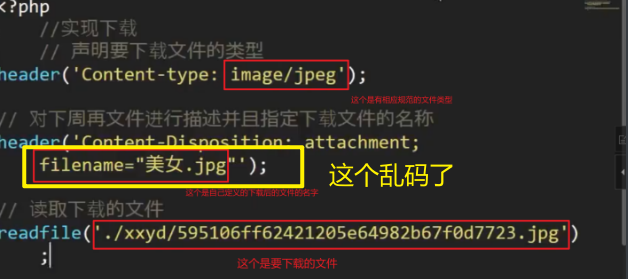 <?php
//实现下载
// 声明要下载文件的类型
header('Content-type: image/jpeg');
这个是有相应规范的文件类型
// 对下周再文件进行描述并且指定下载文件的名称
header('Content-Disposition: attachment;
filename="美女.jpg"');
这个乱码了
这个是自己定义的下载后的文件的名字
// 读取下载的文件
readfile('./xxyd/595106ff62421205e64982b67f0d7723.jpg')
;
这个是要下载的文件